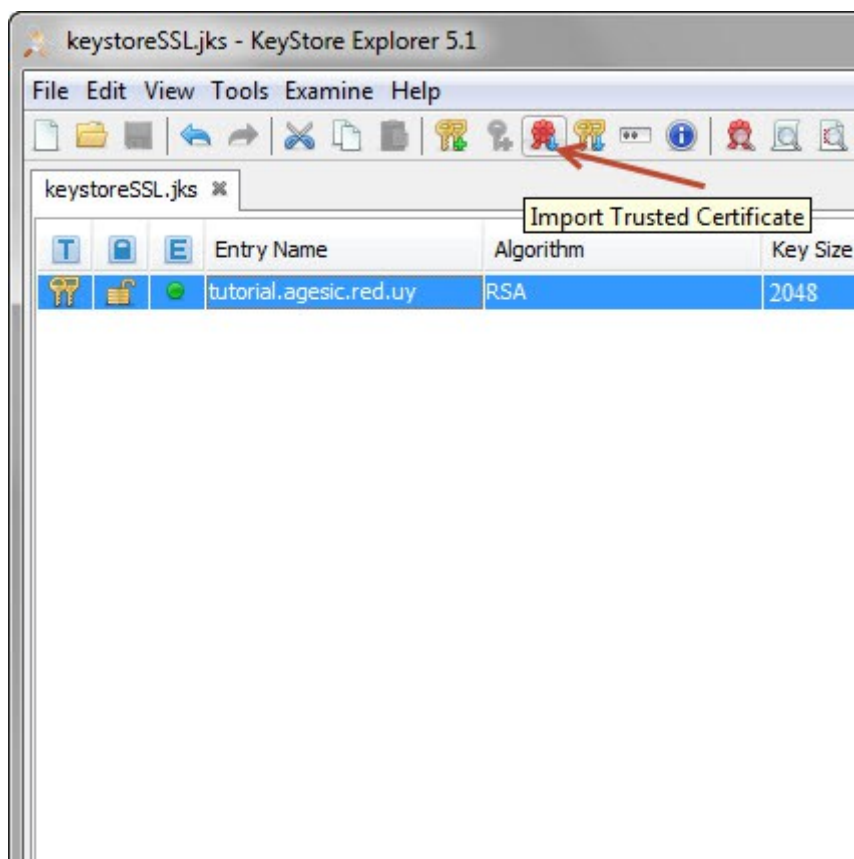 keystoreSSL.jks - KeyStore Explorer 5.1
File Edit View Tools Examine Help
keystoreSSL.jks
Import Trusted Certificate
T E Entry Name Algorithm Key Size
tutorial.agesic.red.uy RSA 2048